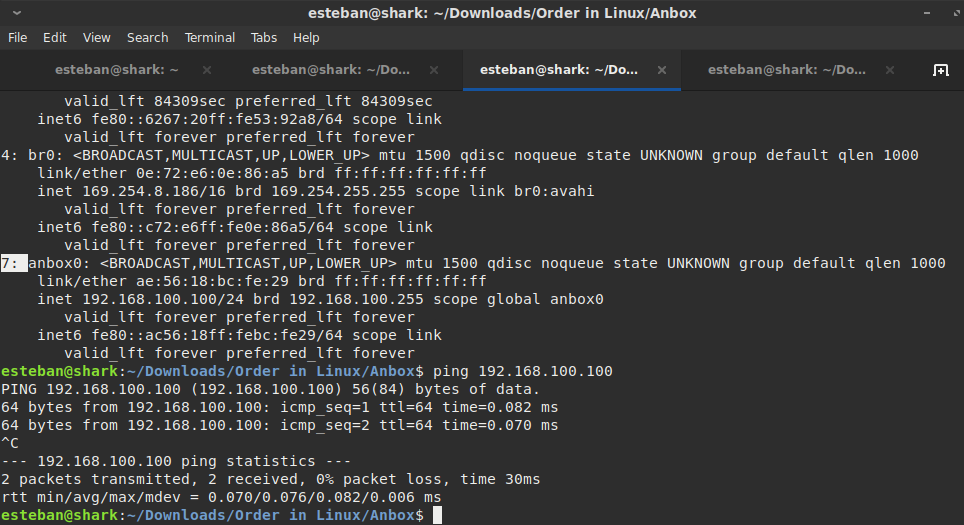 esteban@shark: ~/Downloads/Order in Linux/Anbox
File Edit View Search Terminal Tabs Help
esteban@shark: ~ × esteban@shark: ~/Do... × esteban@shark: ~/Do... × esteban@shark: ~/Do... ×
valid_lft 84309sec preferred_lft 84309sec
inet6 fe80::6267:20ff:fe53:92a8/64 scope link
valid_lft forever preferred_lft forever
4: br0: <BROADCAST,MULTICAST,UP,LOWER_UP> mtu 1500 qdisc noqueue state UNKNOWN group default qlen 1000
link/ether 0e:72:e6:0e:86:a5 brd ff:ff:ff:ff:ff:ff
inet 169.254.8.186/16 brd 169.254.255.255 scope link br0:avahi
valid_lft forever preferred_lft forever
inet6 fe80::c72:e6ff:fe0e:86a5/64 scope link
valid_lft forever preferred_lft forever
7: anbox0: <BROADCAST,MULTICAST,UP,LOWER_UP> mtu 1500 qdisc noqueue state UNKNOWN group default qlen 1000
link/ether ae:56:18:bc:fe:29 brd ff:ff:ff:ff:ff:ff
inet 192.168.100.100/24 brd 192.168.100.255 scope global anbox0
valid_lft forever preferred_lft forever
inet6 fe80::ac56:18ff:febc:fe29/64 scope link
valid_lft forever preferred_lft forever
esteban@shark:~/Downloads/Order in Linux/Anbox$ ping 192.168.100.100
PING 192.168.100.100 (192.168.100.100) 56(84) bytes of data.
64 bytes from 192.168.100.100: icmp_seq=1 ttl=64 time=0.082 ms
64 bytes from 192.168.100.100: icmp_seq=2 ttl=64 time=0.070 ms
^C
--- 192.168.100.100 ping statistics ---
2 packets transmitted, 2 received, 0% packet loss, time 30ms
rtt min/avg/max/mdev = 0.070/0.076/0.082/0.006 ms
esteban@shark:~/Downloads/Order in Linux/Anbox$